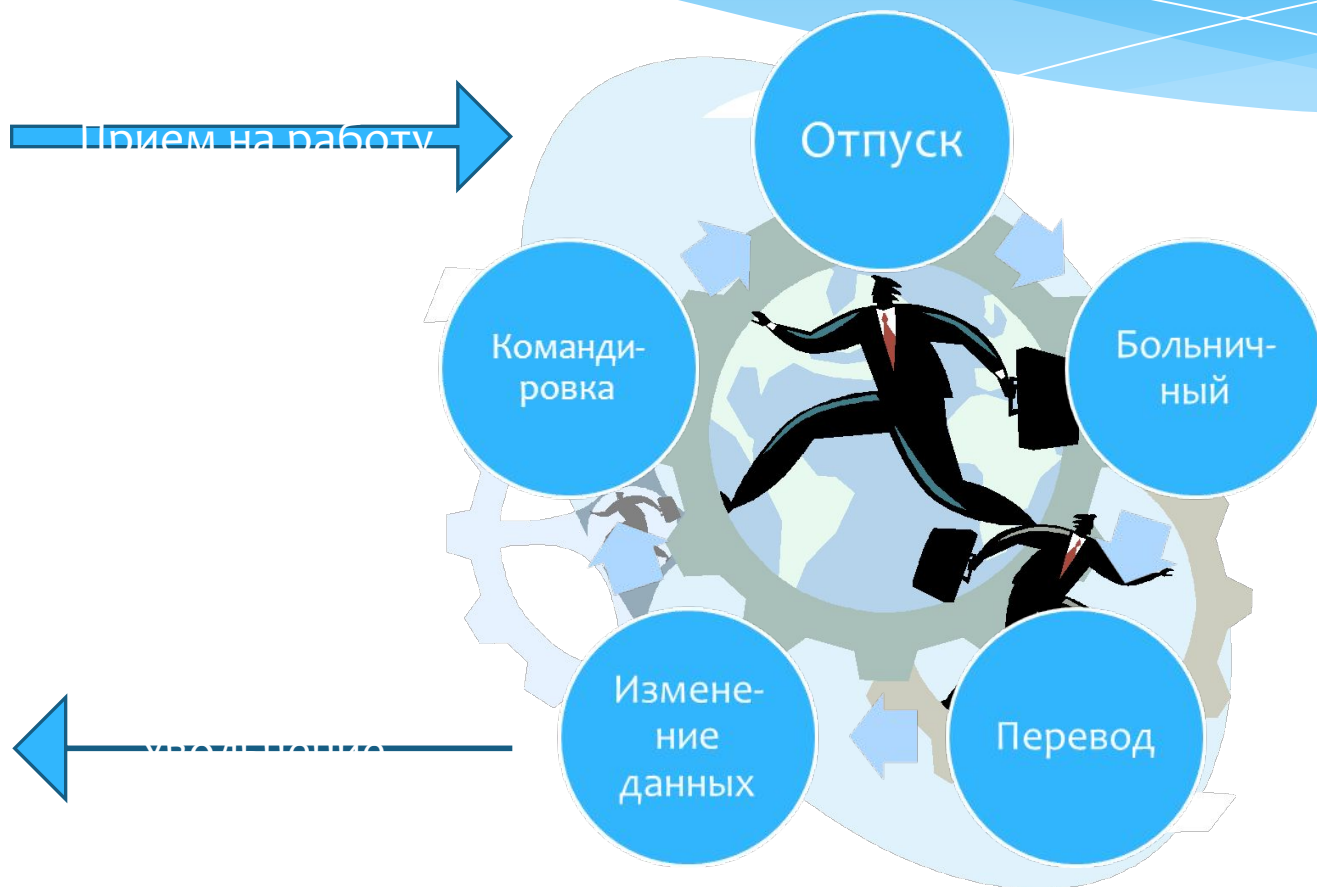 Прием на работу
Отпуск
Команди-
ровка
Больнич-
ный
Измене-
ние
данных
Перевод